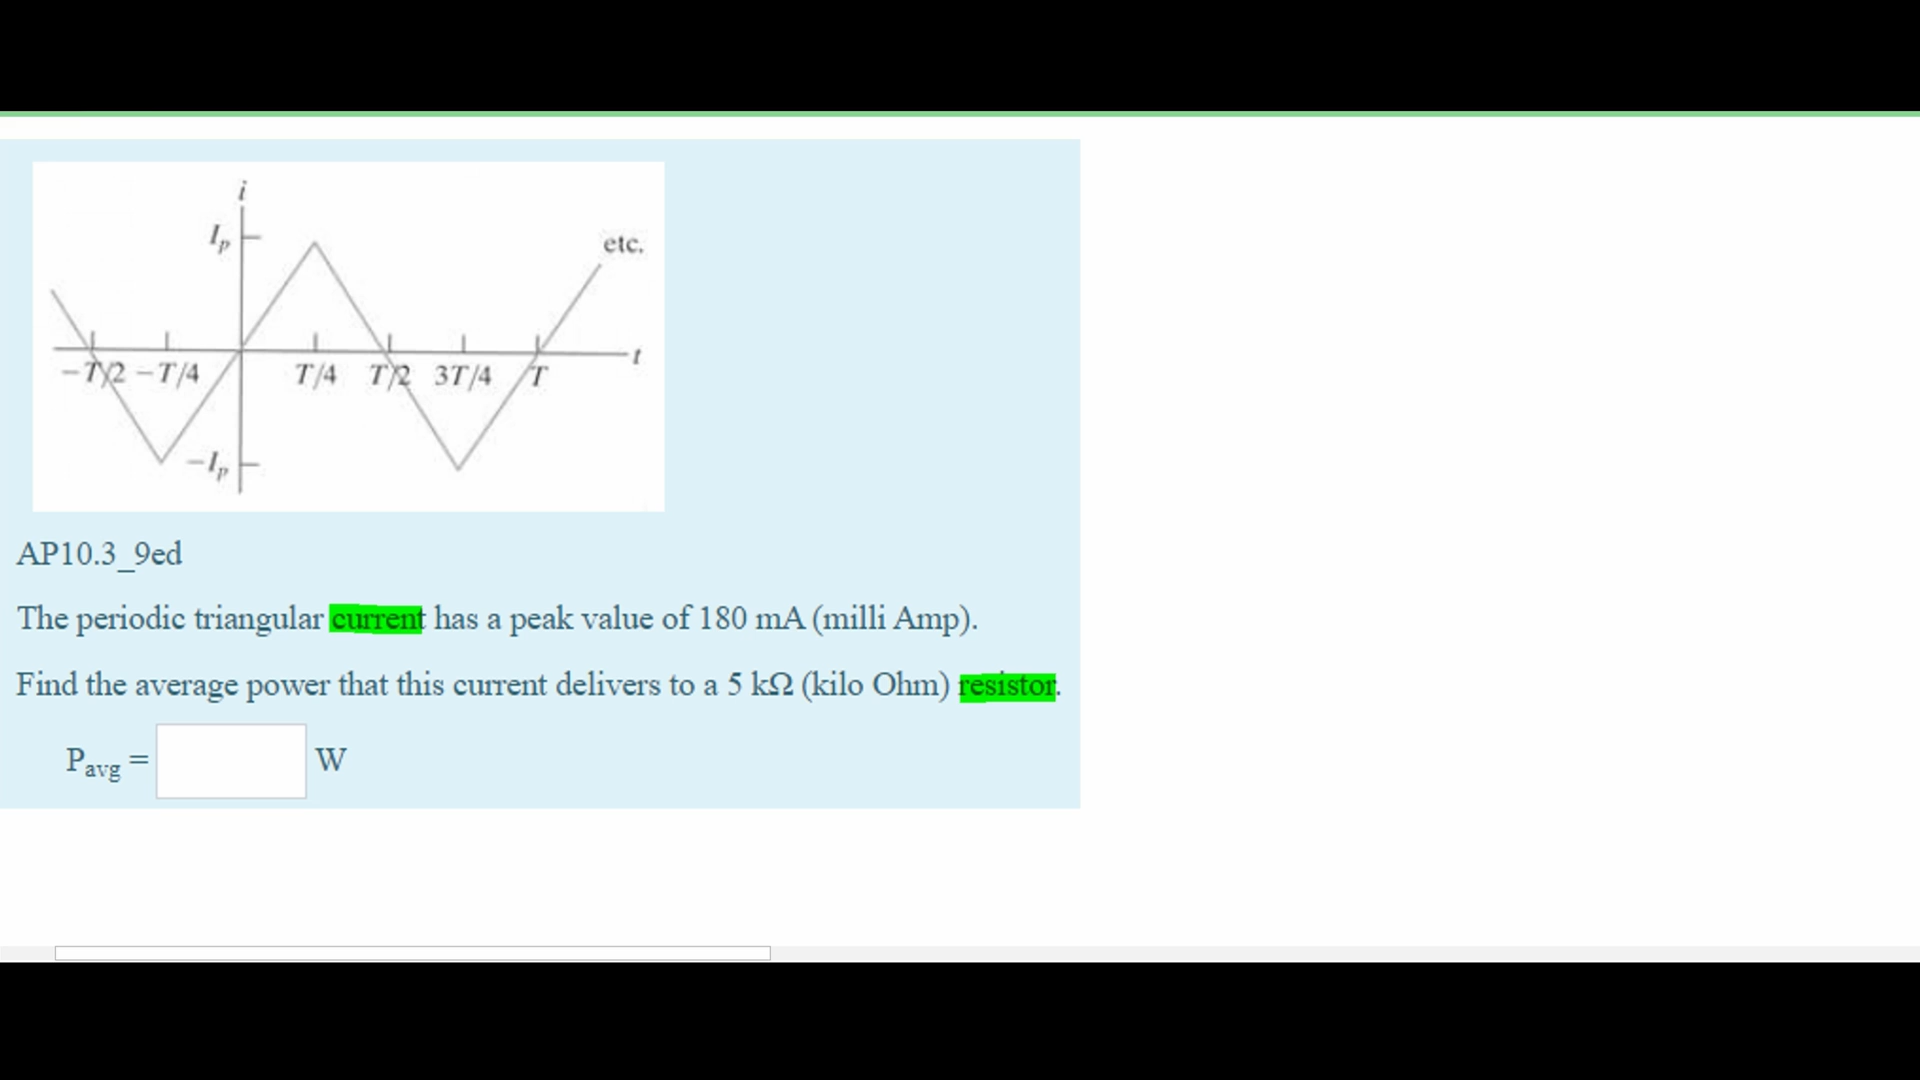 i
I_p
etc.
t
−T/2 −T/4 T/4 T/2 3T/4 T
−I_p
AP10.3_9ed
The periodic triangular current has a peak value of 180 mA (milli Amp).
Find the average power that this current delivers to a 5 kΩ (kilo Ohm) resistor.
P_avg = W